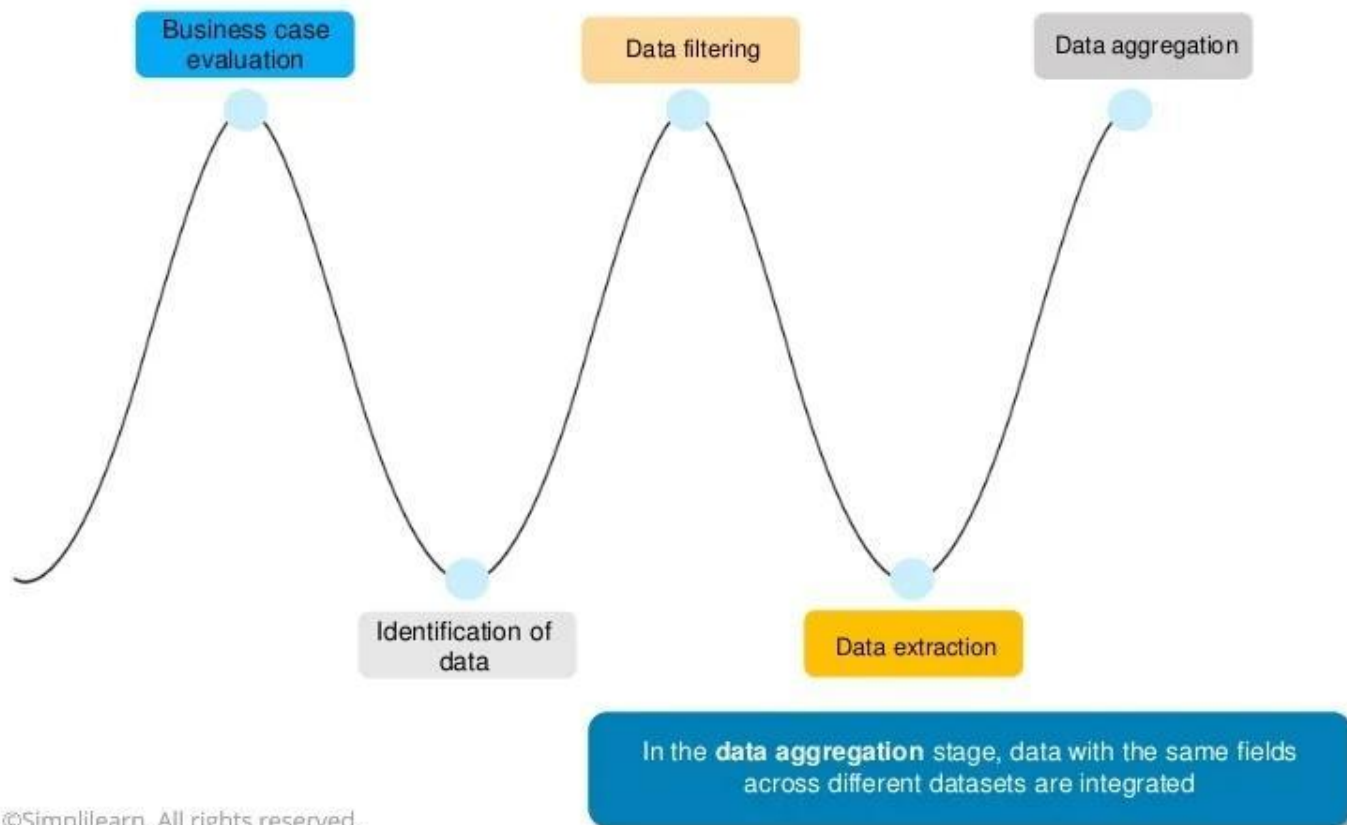 Business case
evaluation
Data filtering
Data aggregation
Identification of
data
Data extraction
In the data aggregation stage, data with the same fields
across different datasets are integrated
©Simplilearn. All rights reserved.